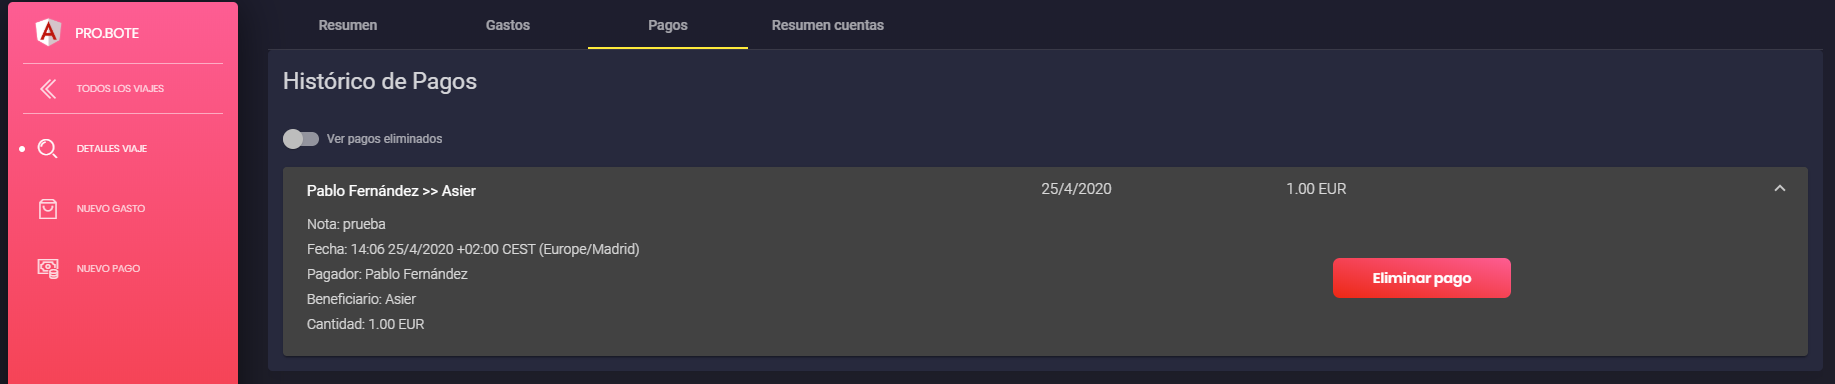 PRO.BOTE
TODOS LOS VIAJES
DETALLES VIAJE
NUEVO GASTO
NUEVO PAGO
Resumen Gastos Pagos Resumen cuentas
Histórico de Pagos
Ver pagos eliminados
Pablo Fernández >> Asier 25/4/2020 1.00 EUR
Nota: prueba
Fecha: 14:06 25/4/2020 +02:00 CEST (Europe/Madrid)
Pagador: Pablo Fernández
Beneficiario: Asier
Cantidad: 1.00 EUR
Eliminar pago